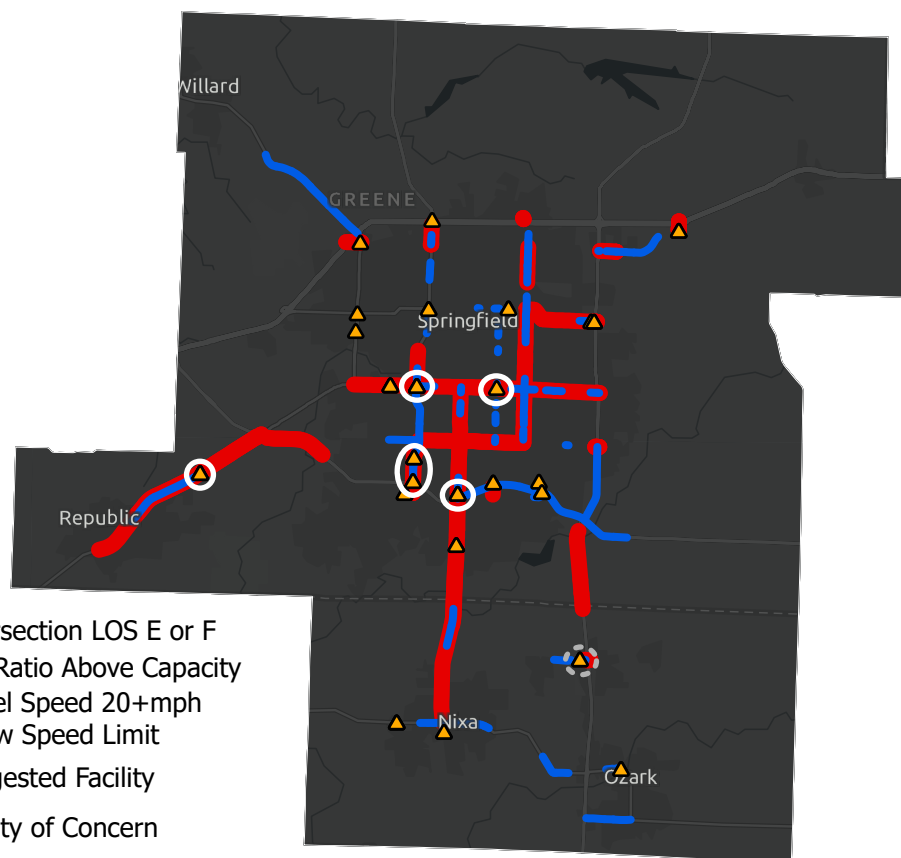 Willard
GREENE
Springfield
Republic
rsection LOS E or F
Ratio Above Capacity
el Speed 20+mph
w Speed Limit
Nixa
gested Facility
Ozark
ty of Concern